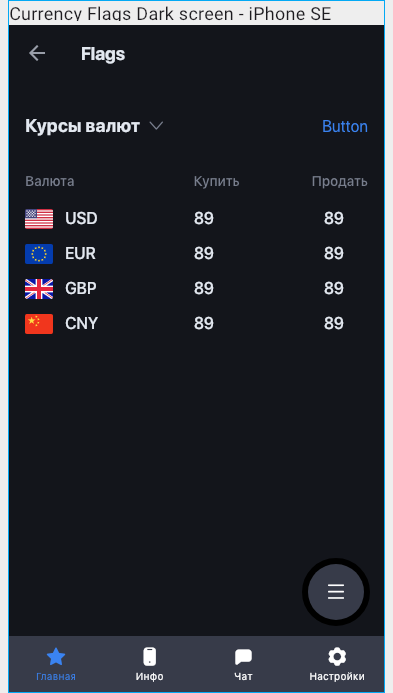 Currency Flags Dark screen - iPhone SE
Flags
Курсы валют Button
Валюта Купить Продать
USD 89 89
EUR 89 89
GBP 89 89
CNY 89 89
Главная Инфо Чат Настройки